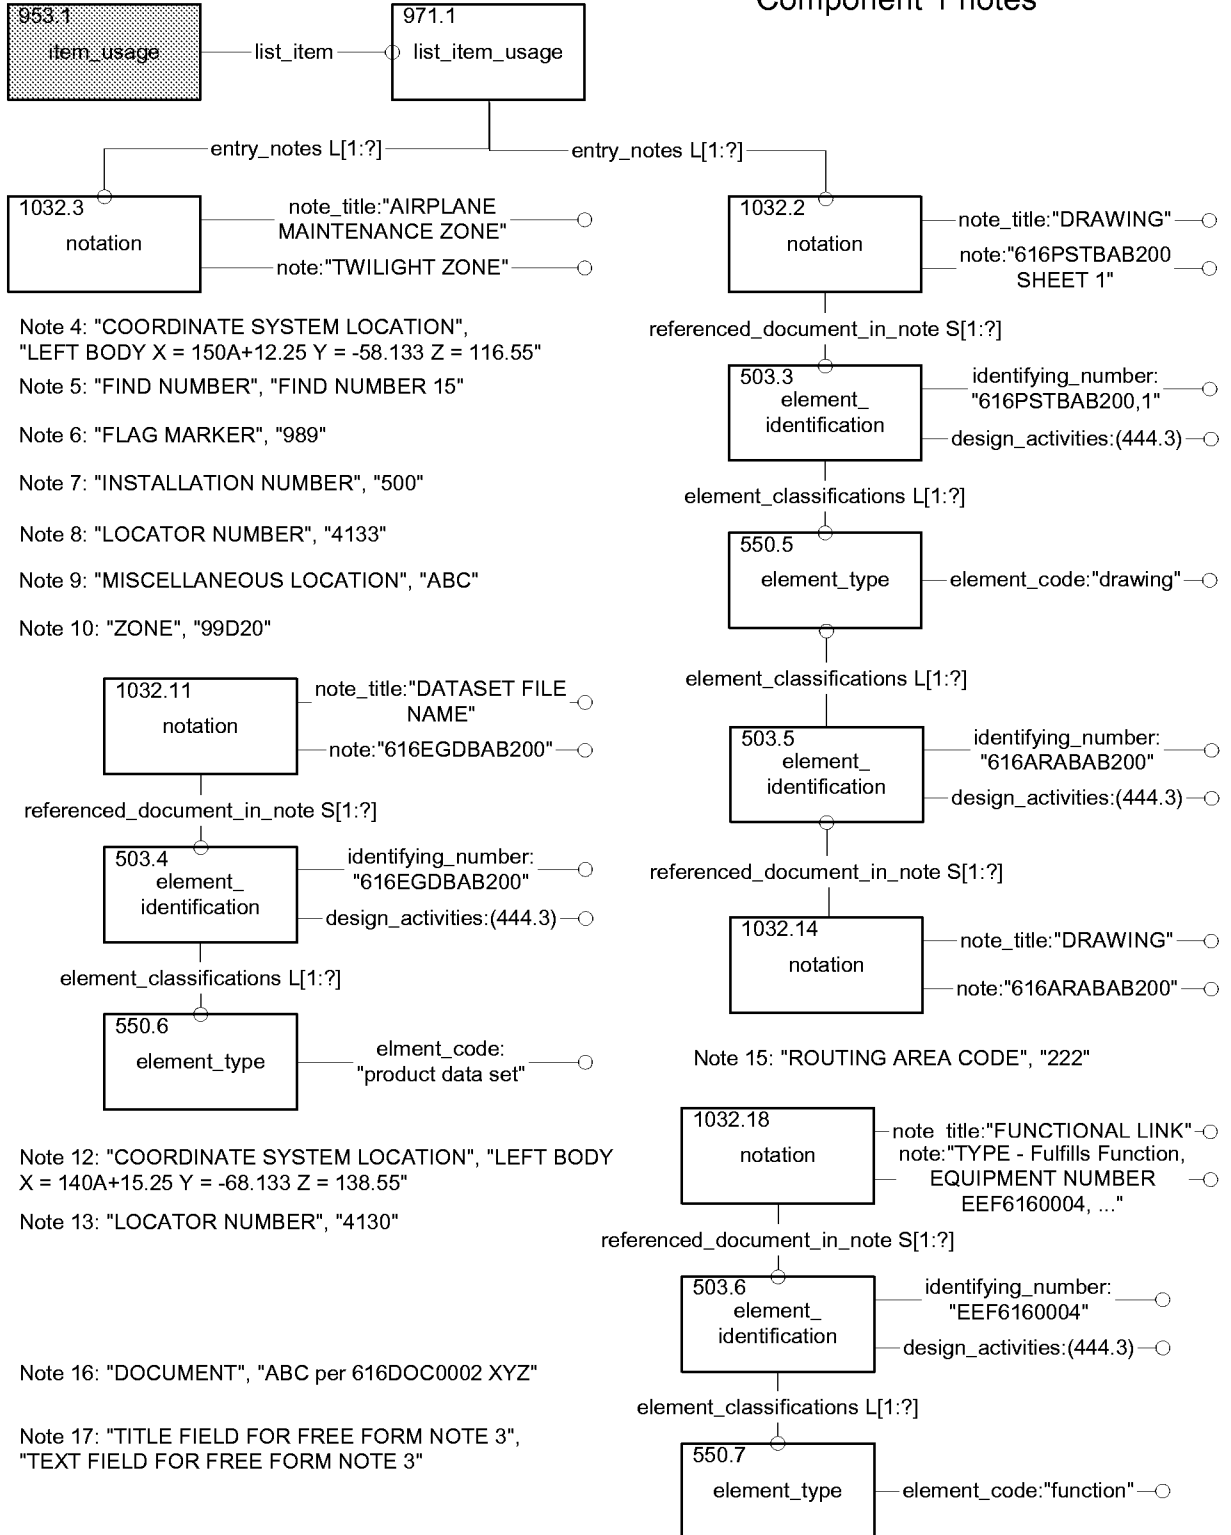 Component 1 notes
953.1
item_usage
list_item
971.1
list_item_usage
entry_notes L[1:?]
entry_notes L[1:?]
1032.3
notation
note_title:"AIRPLANE
MAINTENANCE ZONE"
note:"TWILIGHT ZONE"
1032.2
notation
note_title:"DRAWING"
note:"616PSTBAB200
SHEET 1"
Note 4: "COORDINATE SYSTEM LOCATION",
"LEFT BODY X = 150A+12.25 Y = -58.133 Z = 116.55"
Note 5: "FIND NUMBER", "FIND NUMBER 15"
Note 6: "FLAG MARKER", "989"
Note 7: "INSTALLATION NUMBER", "500"
Note 8: "LOCATOR NUMBER", "4133"
Note 9: "MISCELLANEOUS LOCATION", "ABC"
Note 10: "ZONE", "99D20"
referenced_document_in_note S[1:?]
503.3
element_
identification
identifying_number:
"616PSTBAB200,1"
design_activities:(444.3)
element_classifications L[1:?]
550.5
element_type
element_code:"drawing"
element_classifications L[1:?]
503.5
element_
identification
identifying_number:
"616ARABAB200"
design_activities:(444.3)
referenced_document_in_note S[1:?]
1032.14
notation
note_title:"DRAWING"
note:"616ARABAB200"
1032.11
notation
note_title:"DATASET FILE
NAME"
note:"616EGDBAB200"
referenced_document_in_note S[1:?]
503.4
element_
identification
identifying_number:
"616EGDBAB200"
design_activities:(444.3)
element_classifications L[1:?]
550.6
element_type
elment_code:
"product data set"
Note 12: "COORDINATE SYSTEM LOCATION", "LEFT BODY
X = 140A+15.25 Y = -68.133 Z = 138.55"
Note 13: "LOCATOR NUMBER", "4130"
Note 15: "ROUTING AREA CODE", "222"
1032.18
notation
note_title:"FUNCTIONAL LINK"
note:"TYPE - Fulfills Function,
EQUIPMENT NUMBER
EEF6160004, ..."
referenced_document_in_note S[1:?]
503.6
element_
identification
identifying_number:
"EEF6160004"
design_activities:(444.3)
element_classifications L[1:?]
550.7
element_type
element_code:"function"
Note 16: "DOCUMENT", "ABC per 616DOC0002 XYZ"
Note 17: "TITLE FIELD FOR FREE FORM NOTE 3",
"TEXT FIELD FOR FREE FORM NOTE 3"